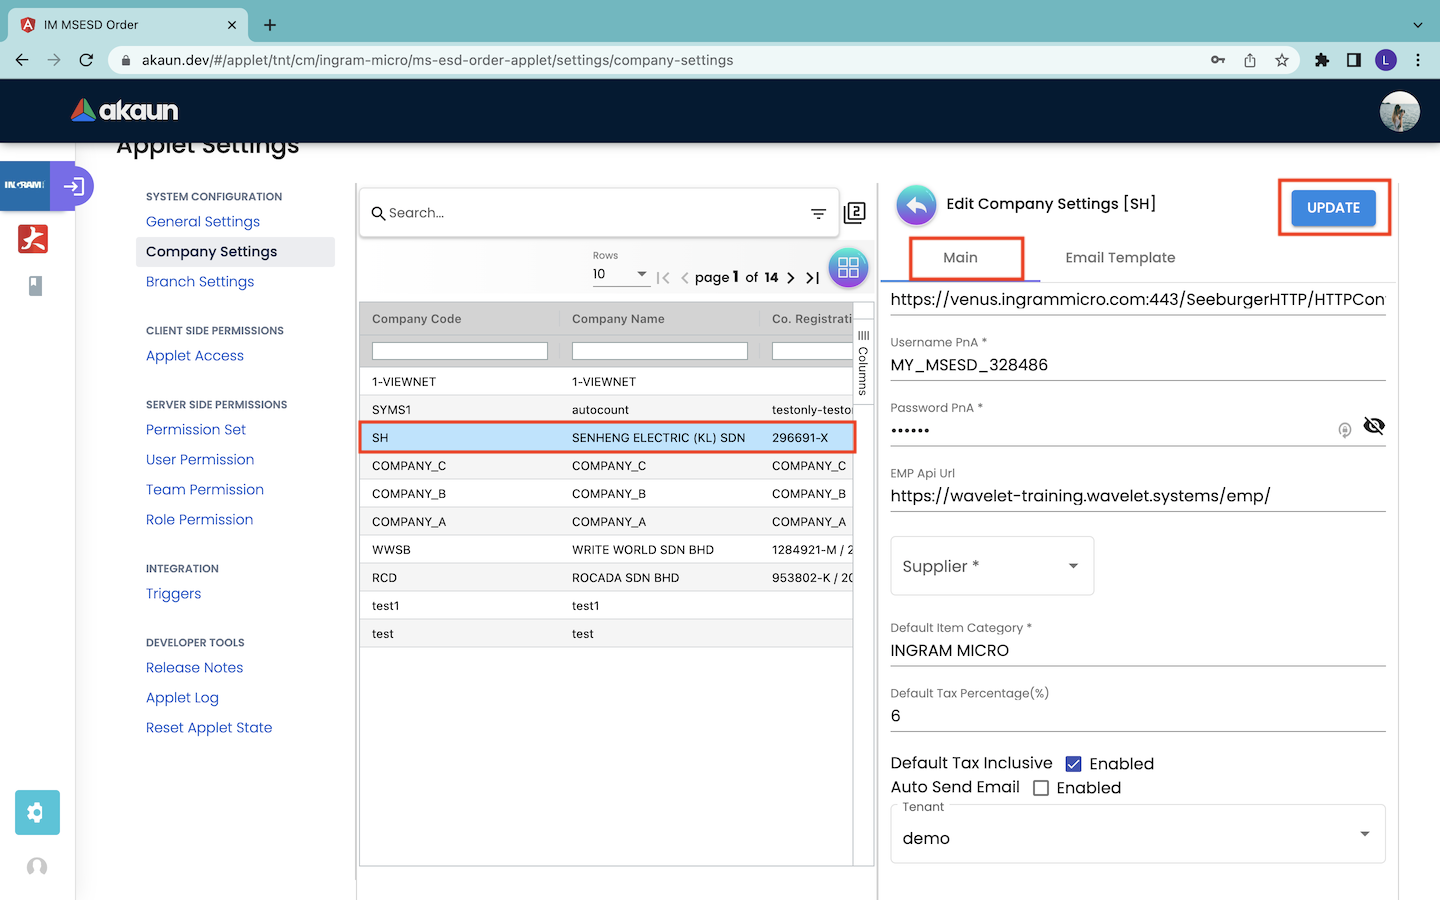 IM MSESD Order
akaun.dev/#/applet/tnt/cm/ingram-micro/ms-esd-order-applet/settings/company-settings
L
akaun
Applet Settings
INGRAM
SYSTEM CONFIGURATION
General Settings
Company Settings
Branch Settings
CLIENT SIDE PERMISSIONS
Applet Access
SERVER SIDE PERMISSIONS
Permission Set
User Permission
Team Permission
Role Permission
INTEGRATION
Triggers
DEVELOPER TOOLS
Release Notes
Applet Log
Reset Applet State
Search...
2
Rows
10
page 1 of 14
Company Code Company Name Co. Registrati
1-VIEWNET 1-VIEWNET
SYMS1 autocount testonly-testo
SH SENHENG ELECTRIC (KL) SDN 296691-X
COMPANY_C COMPANY_C COMPANY_C
COMPANY_B COMPANY_B COMPANY_B
COMPANY_A COMPANY_A COMPANY_A
WWSB WRITE WORLD SDN BHD 1284921-M / 2
RCD ROCADA SDN BHD 953802-K / 20
test1 test1
test test
Columns
Edit Company Settings [SH]
UPDATE
Main Email Template
https://venus.ingrammicro.com:443/SeeburgerHTTP/HTTPCon
Username PnA *
MY_MSESD_328486
Password PnA *
••••••
EMP Api Url
https://wavelet-training.wavelet.systems/emp/
Supplier *
Default Item Category *
INGRAM MICRO
Default Tax Percentage(%)
6
Default Tax Inclusive Enabled
Auto Send Email Enabled
Tenant
demo